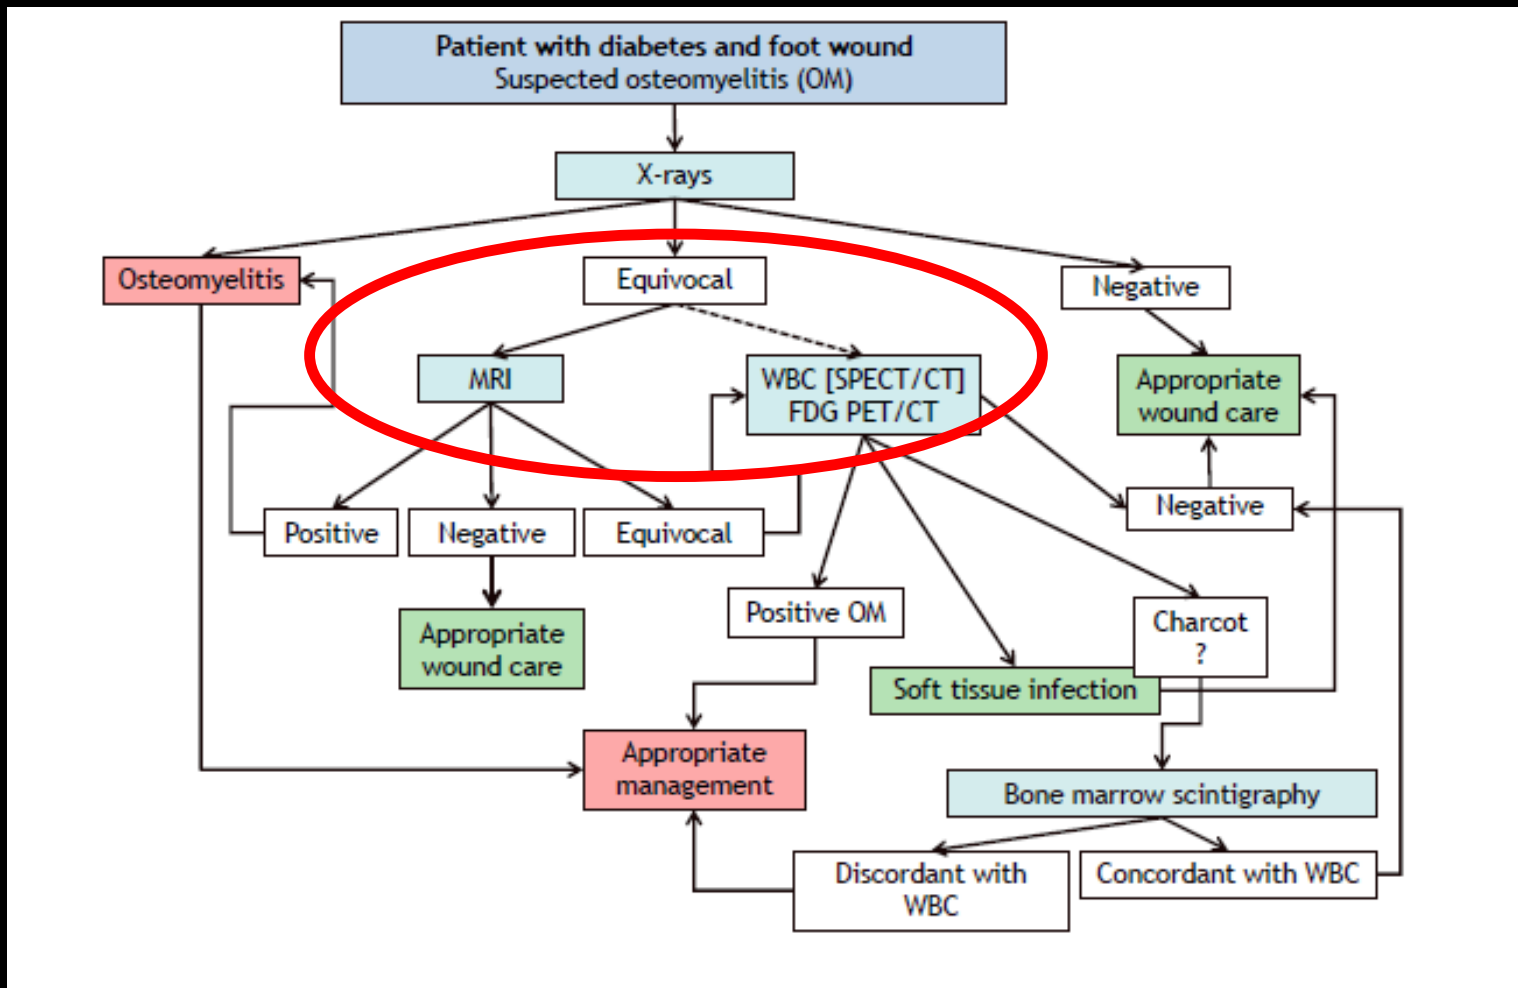 Patient with diabetes and foot wound
Suspected osteomyelitis (OM)
X-rays
Osteomyelitis
Equivocal
Negative
MRI
WBC [SPECT/CT]
FDG PET/CT
Appropriate
wound care
Positive
Negative
Equivocal
Negative
Appropriate
wound care
Positive OM
Charcot
?
Soft tissue infection
Appropriate
management
Bone marrow scintigraphy
Discordant with
WBC
Concordant with WBC